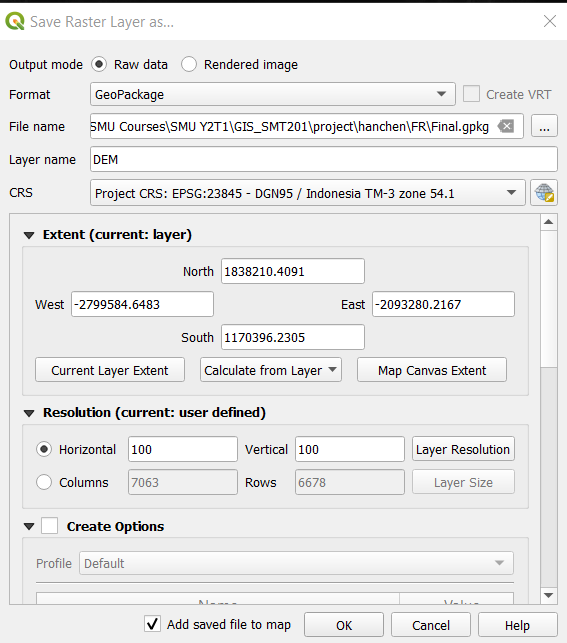 Save Raster Layer as...
Output mode Raw data Rendered image
Format GeoPackage Create VRT
File name SMU Courses\SMU Y2T1\GIS_SMT201\project\hanchen\FR\Final.gpkg ...
Layer name DEM
CRS Project CRS: EPSG:23845 - DGN95 / Indonesia TM-3 zone 54.1
Extent (current: layer)
North 1838210.4091
West -2799584.6483 East -2093280.2167
South 1170396.2305
Current Layer Extent Calculate from Layer Map Canvas Extent
Resolution (current: user defined)
Horizontal 100 Vertical 100 Layer Resolution
Columns 7063 Rows 6678 Layer Size
Create Options
Profile Default
Name Value
Add saved file to map OK Cancel Help